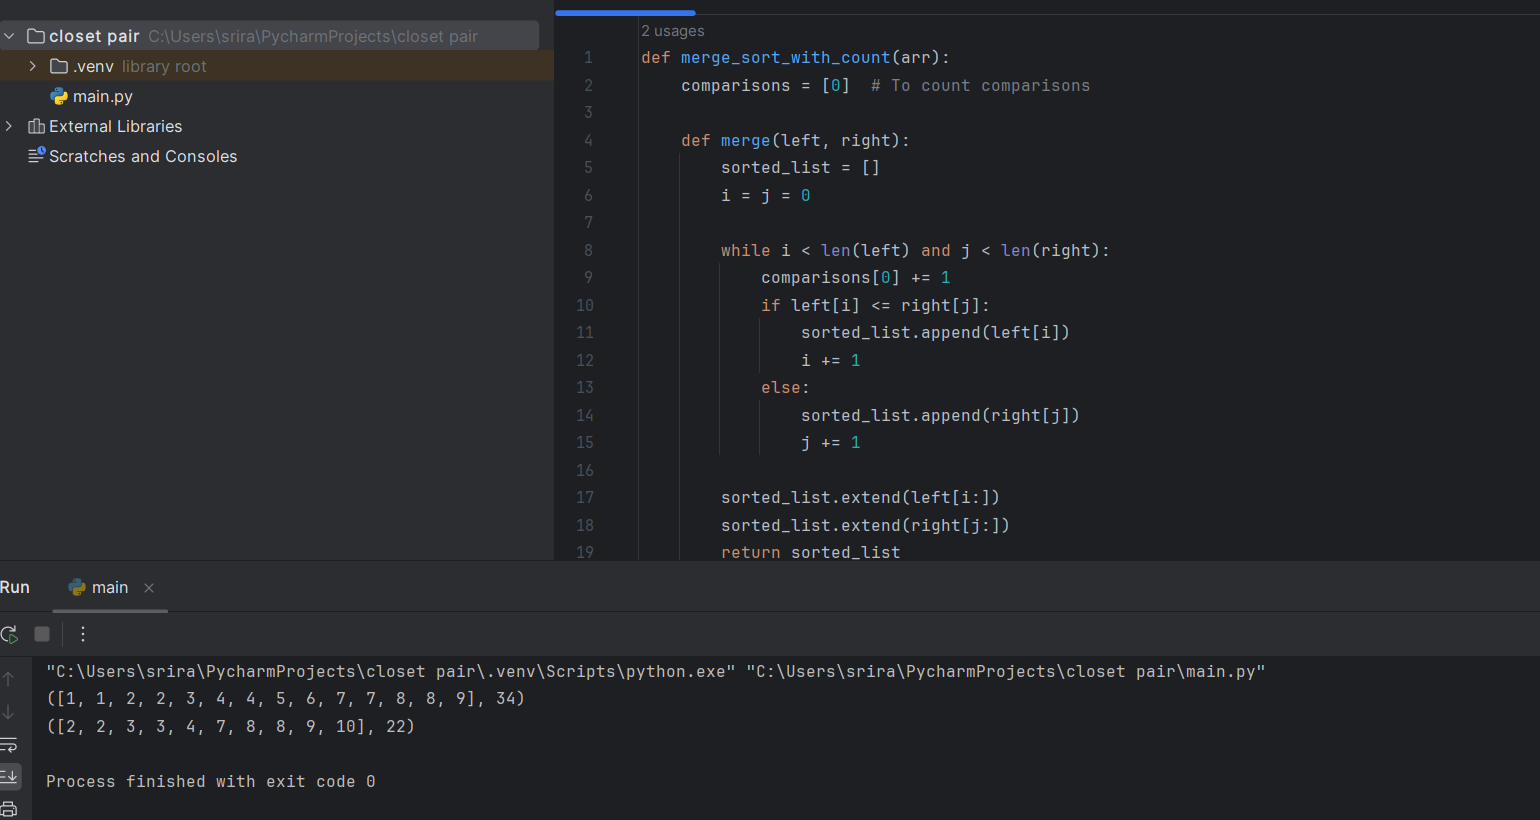 closet pair C:\Users\srira\PycharmProjects\closet pair
.venv library root
main.py
External Libraries
Scratches and Consoles
2 usages
1 def merge_sort_with_count(arr):
2     comparisons = [0]  # To count comparisons
3
4     def merge(left, right):
5         sorted_list = []
6         i = j = 0
7
8         while i < len(left) and j < len(right):
9             comparisons[0] += 1
10             if left[i] <= right[j]:
11                 sorted_list.append(left[i])
12                 i += 1
13             else:
14                 sorted_list.append(right[j])
15                 j += 1
16
17         sorted_list.extend(left[i:])
18         sorted_list.extend(right[j:])
19         return sorted_list
Run main
"C:\Users\srira\PycharmProjects\closet pair\.venv\Scripts\python.exe" "C:\Users\srira\PycharmProjects\closet pair\main.py"
([1, 1, 2, 2, 3, 4, 4, 5, 6, 7, 7, 8, 8, 9], 34)
([2, 2, 3, 3, 4, 7, 8, 8, 9, 10], 22)
Process finished with exit code 0